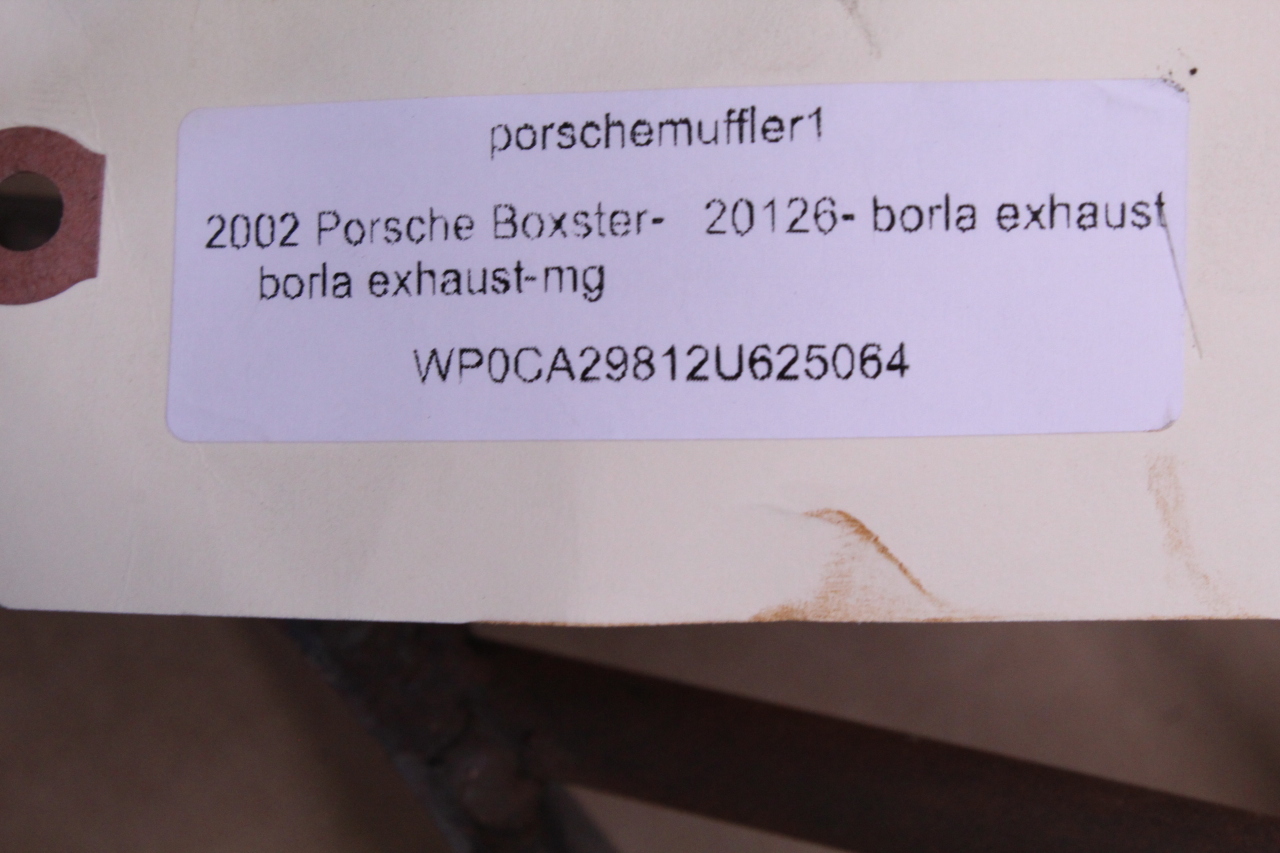 porschemuffler1
2002 Porsche Boxster- 20126- borla exhaust
borla exhaust-mg
WP0CA29812U625064